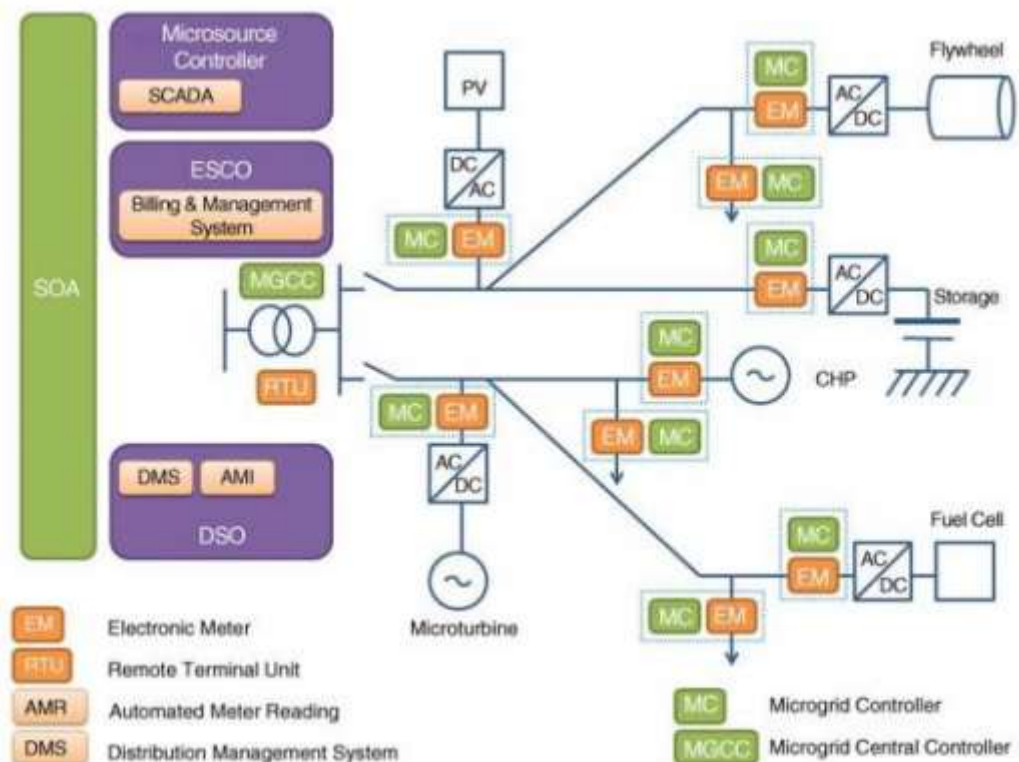 Microsource
Controller
SCADA
ESCO
Billing & Management
System
SOA
MGCC
RTU
DMS
AMI
DSO
PV
DC
AC
MC
EM
MC
EM
AC
DC
Flywheel
EM
MC
MC
EM
AC
DC
Storage
MC
EM
CHP
MC
EM
EM
MC
AC
DC
Microturbine
MC
EM
AC
DC
Fuel Cell
MC
EM
EM
Electronic Meter
RTU
Remote Terminal Unit
AMR
Automated Meter Reading
DMS
Distribution Management System
MC
Microgrid Controller
MGCC
Microgrid Central Controller